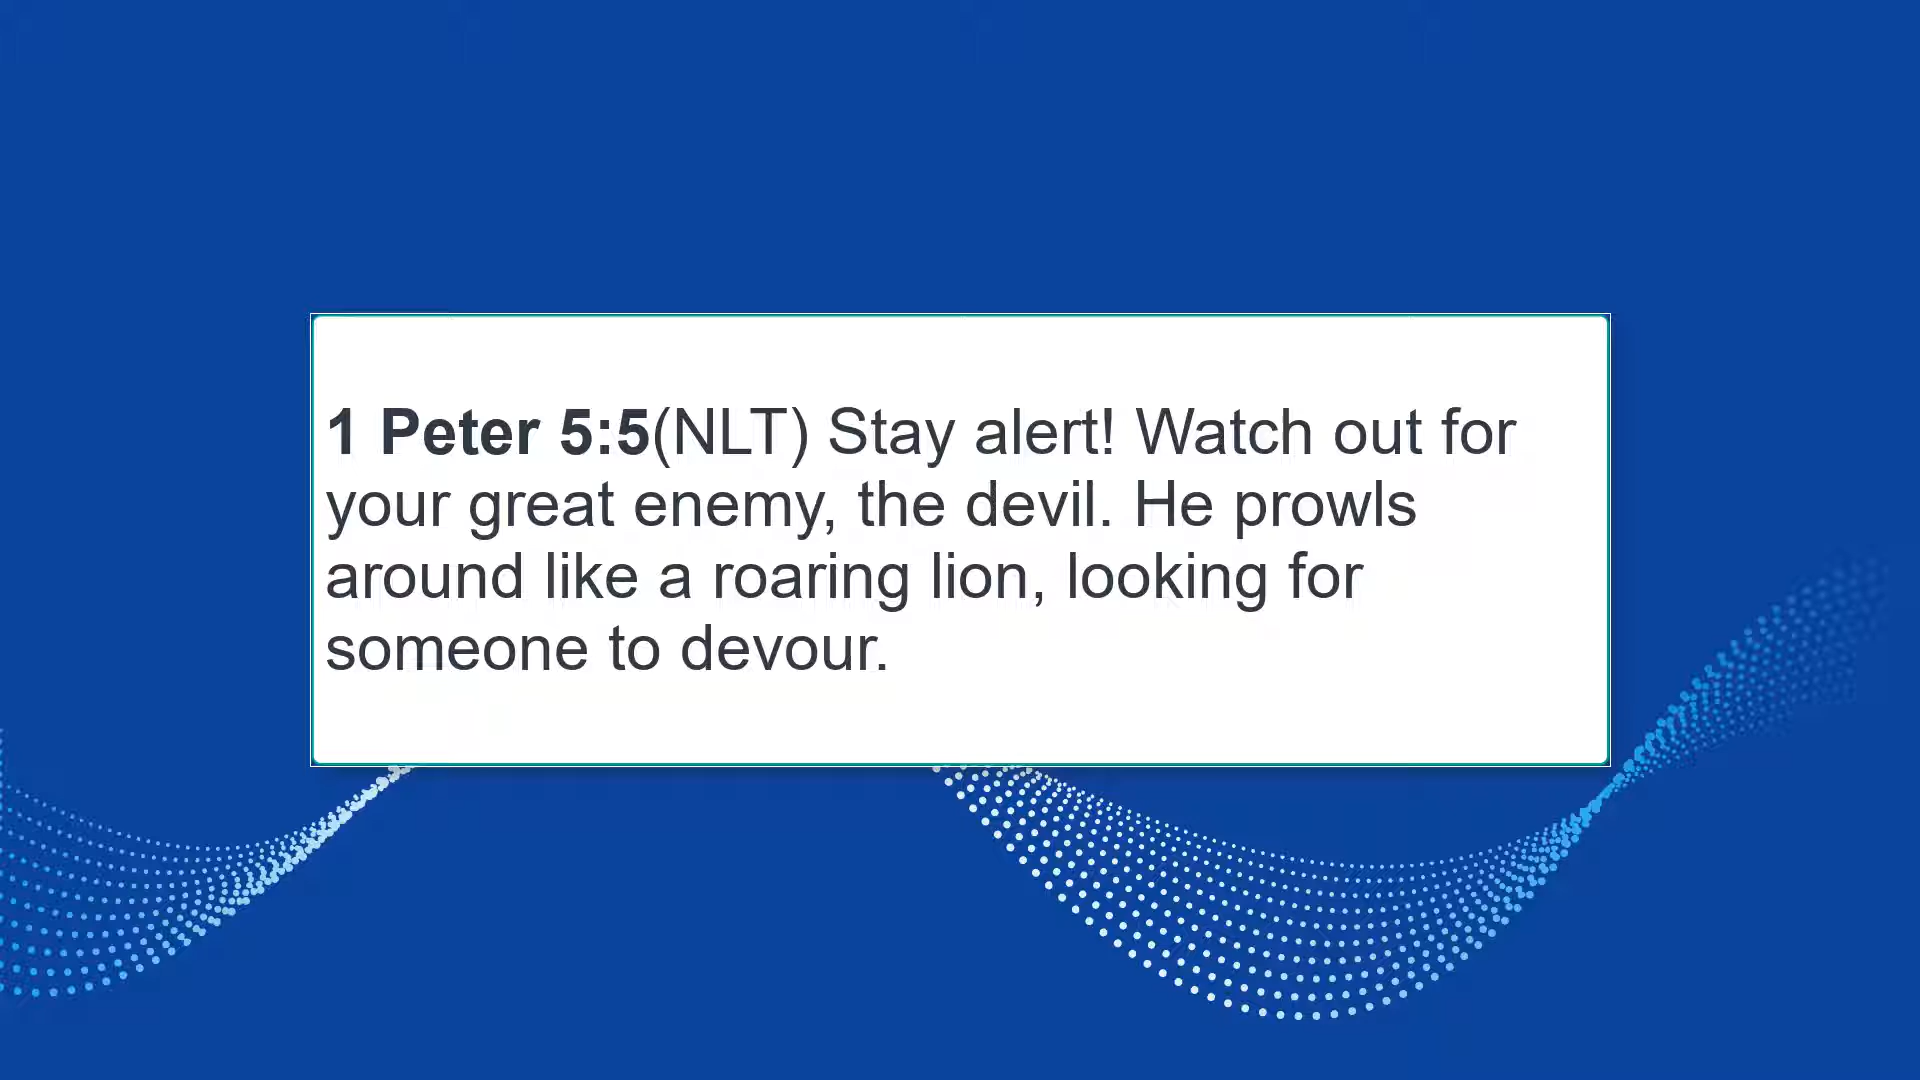 1 Peter 5:5(NLT) Stay alert! Watch out for
your great enemy, the devil. He prowls
around like a roaring lion, looking for
someone to devour.